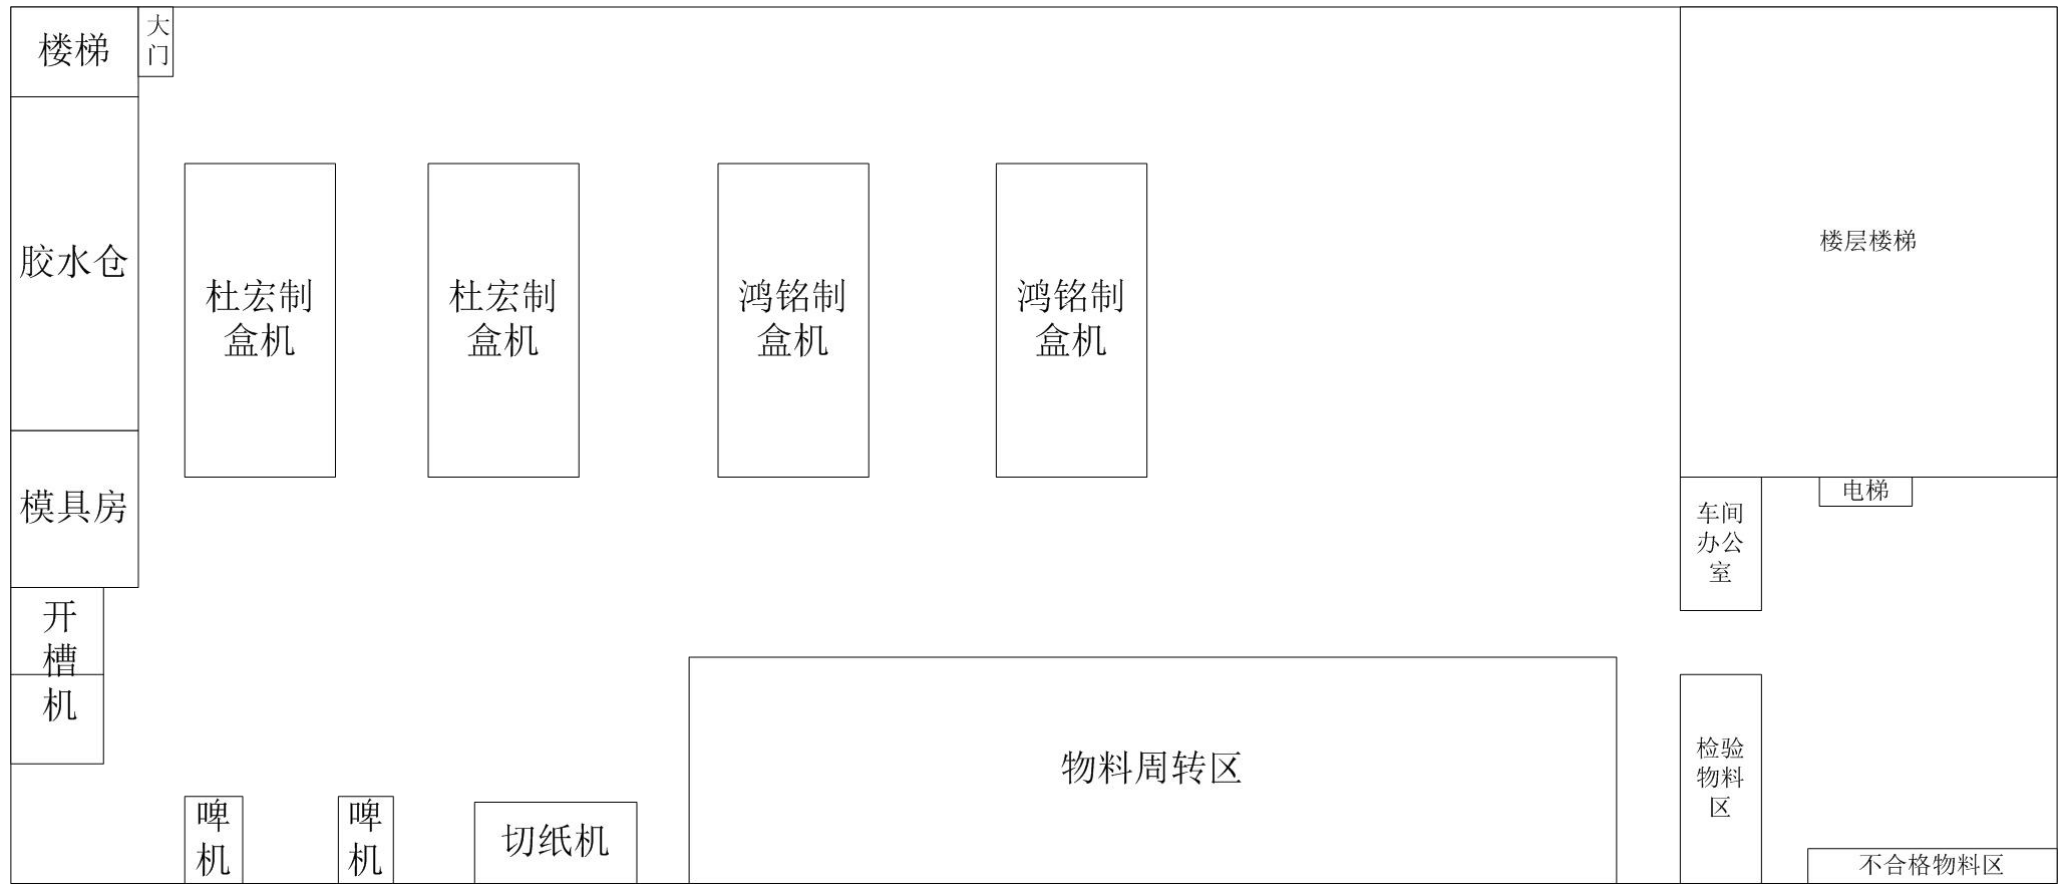 楼梯
大
门
胶水仓
杜宏制
盒机
杜宏制
盒机
鸿铭制
盒机
鸿铭制
盒机
楼层楼梯
模具房
电梯
车间
办公
室
开
槽
机
物料周转区
检验
物料
区
啤
机
啤
机
切纸机
不合格物料区